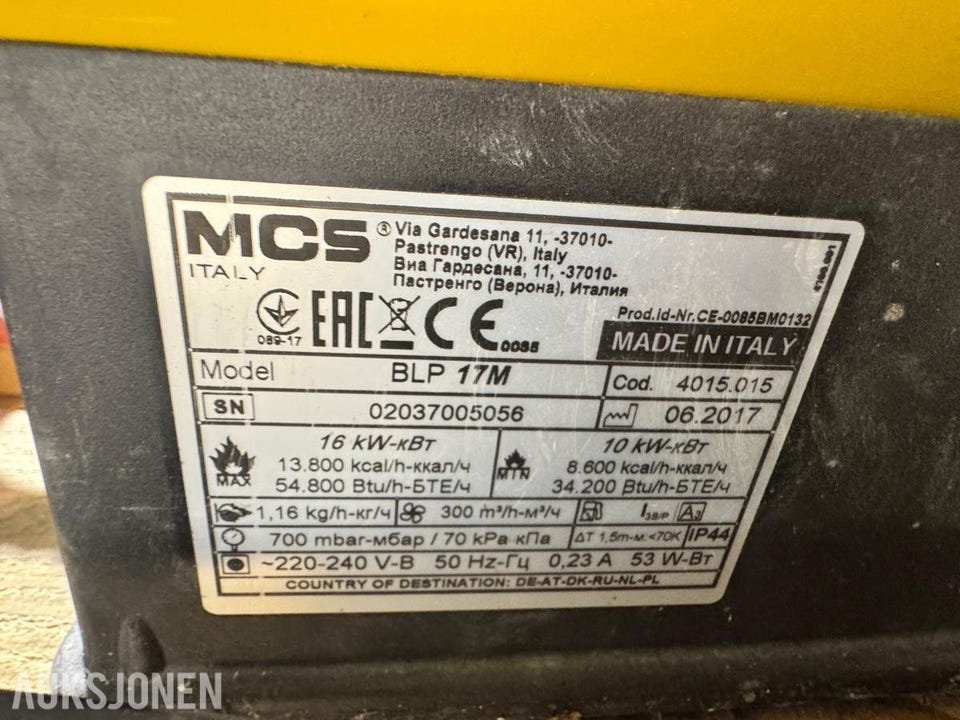 MCS ®
ITALY
Via Gardesana 11, -37010-
Pastrengo (VR), Italy
Виа Гардесана, 11, -37010-
Пастренго (Верона), Италия
089-17
EAC CE 0085
Prod.Id-Nr.CE-0085BM0132
MADE IN ITALY
Model BLP 17M Cod. 4015.015
SN 02037005056 06.2017
16 kW-кВт
13.800 kcal/h-ккал/ч
54.800 Btu/h-БТЕ/ч
MAX
10 kW-кВт
8.600 kcal/h-ккал/ч
34.200 Btu/h-БТЕ/ч
MIN
1,16 kg/h-кг/ч 300 m³/h-м³/ч I3B/P A3
700 mbar-мбар / 70 kPa кПа ΔT 1,5m-м: <70K IP44
~220-240 V-В 50 Hz-Гц 0,23 A 53 W-Вт
COUNTRY OF DESTINATION: DE-AT-DK-RU-NL-PL
AUKSJONEN